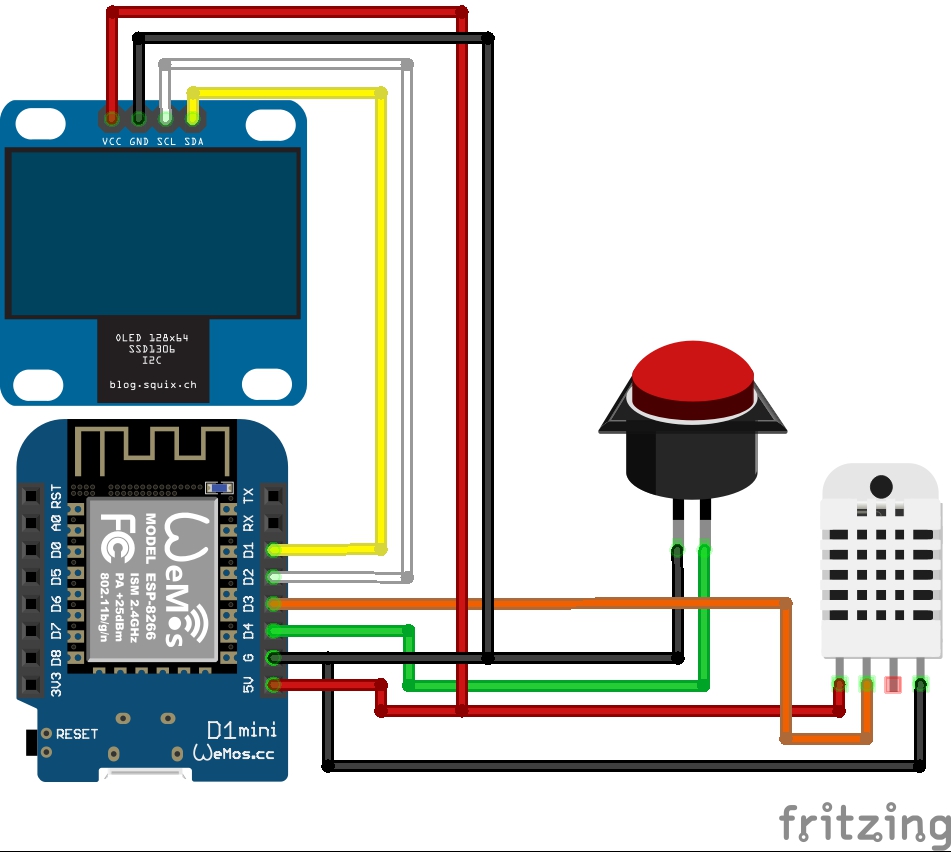 VCC GND SCL SDA
OLED 128x64
SSD1306
I2C
blog.squix.ch
RST
A0
D0
D5
D6
D7
D8
3V3
TX
RX
D1
D2
D3
D4
G
5V
WeMos
MODEL ESP-8266
ISM 2.4GHz
PA +25dBm
802.11b/g/n
FC
RESET
D1mini
WeMos.cc
fritzing